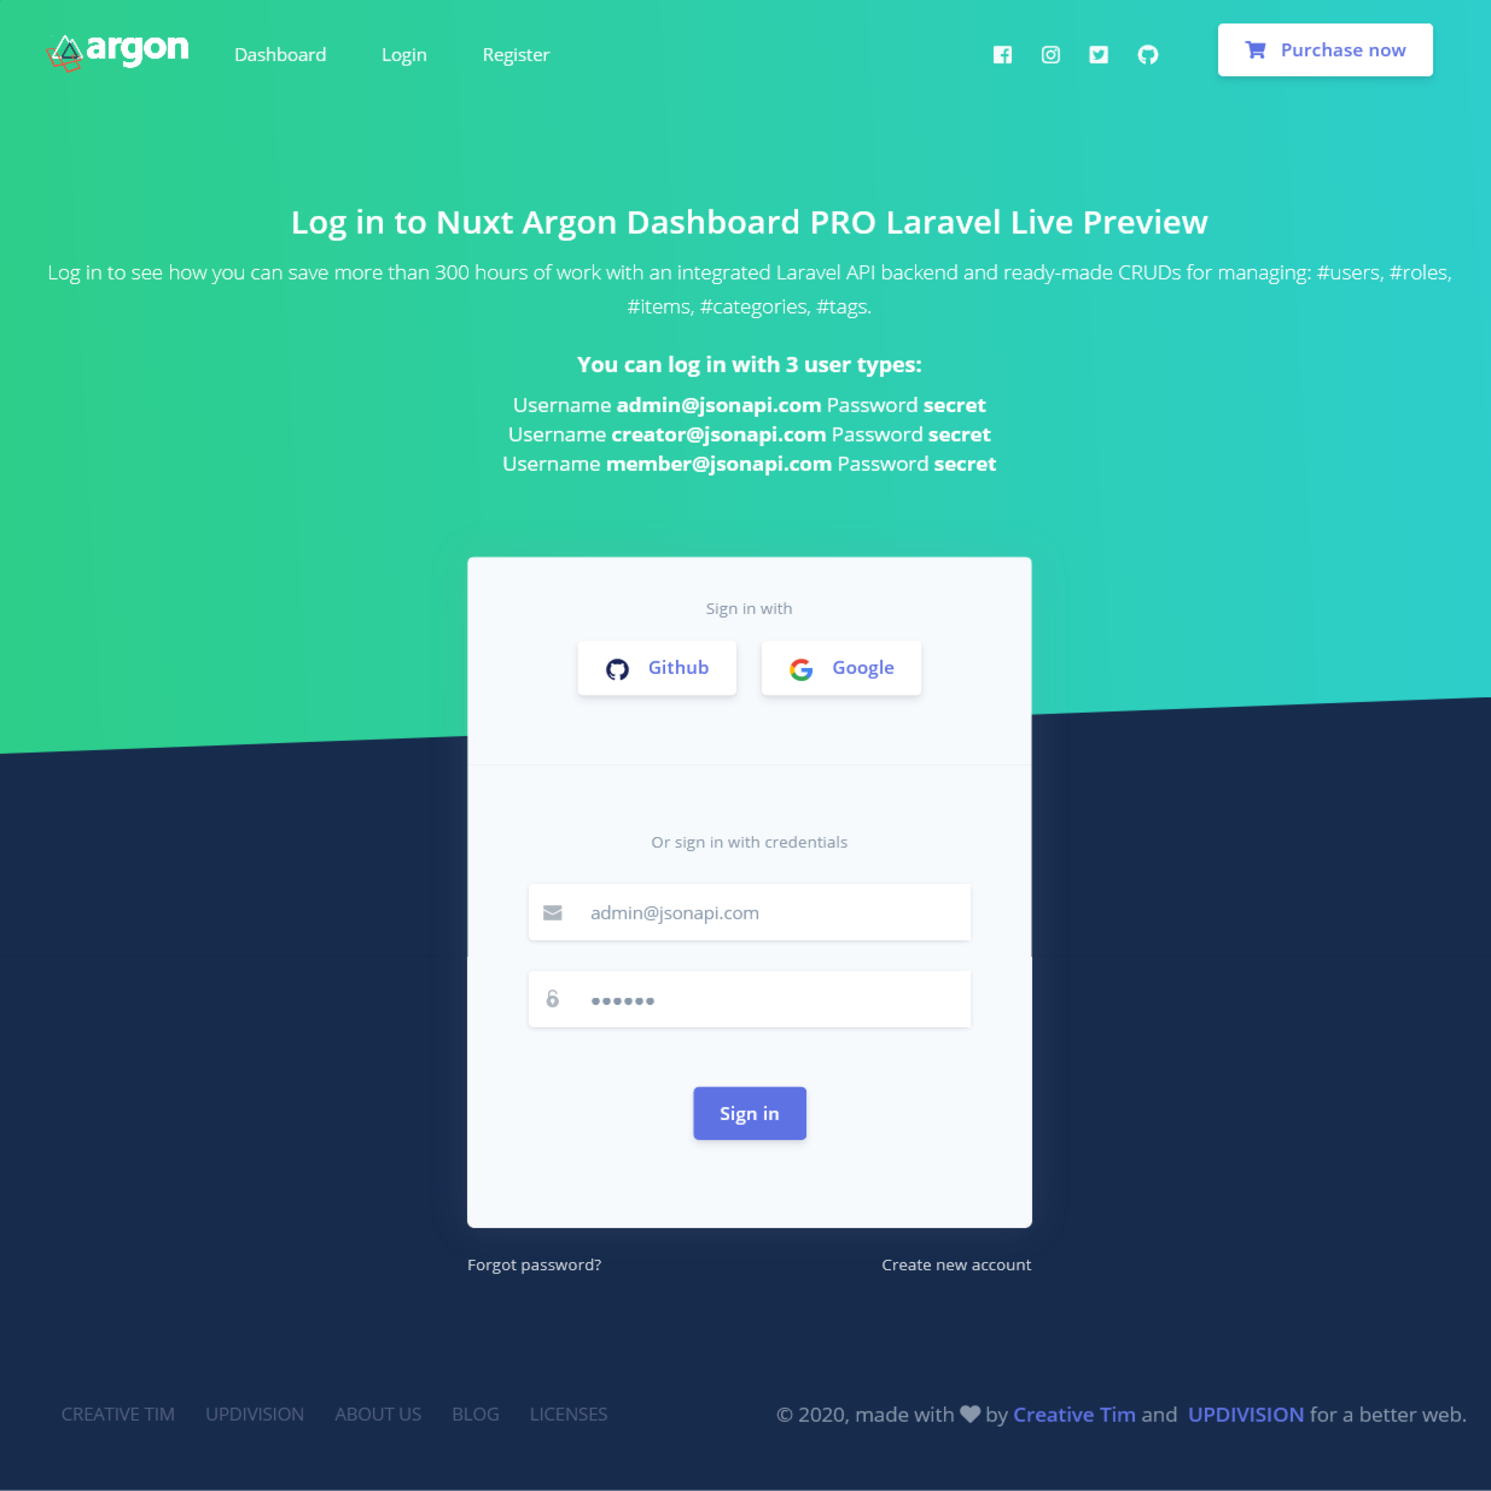 argon
Dashboard
Login
Register
Purchase now
Log in to Nuxt Argon Dashboard PRO Laravel Live Preview
Log in to see how you can save more than 300 hours of work with an integrated Laravel API backend and ready-made CRUDs for managing: #users, #roles,
#items, #categories, #tags.
You can log in with 3 user types:
Username admin@jsonapi.com Password secret
Username creator@jsonapi.com Password secret
Username member@jsonapi.com Password secret
Sign in with
Github
Google
Or sign in with credentials
admin@jsonapi.com
••••••
Sign in
Forgot password?
Create new account
CREATIVE TIM
UPDIVISION
ABOUT US
BLOG
LICENSES
© 2020, made with ♥ by Creative Tim and UPDIVISION for a better web.